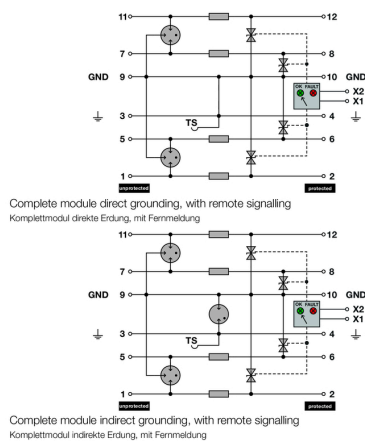 11 12
7 8
GND 9 10 GND
OK FAULT
X2
X1
3 4
TS
5 6
1 2
unprotected protected
Complete module direct grounding, with remote signalling
Komplettmodul direkte Erdung, mit Fernmeldung
11 12
7 8
GND 9 10 GND
OK FAULT
X2
X1
3 4
TS
5 6
1 2
unprotected protected
Complete module indirect grounding, with remote signalling
Komplettmodul indirekte Erdung, mit Fernmeldung